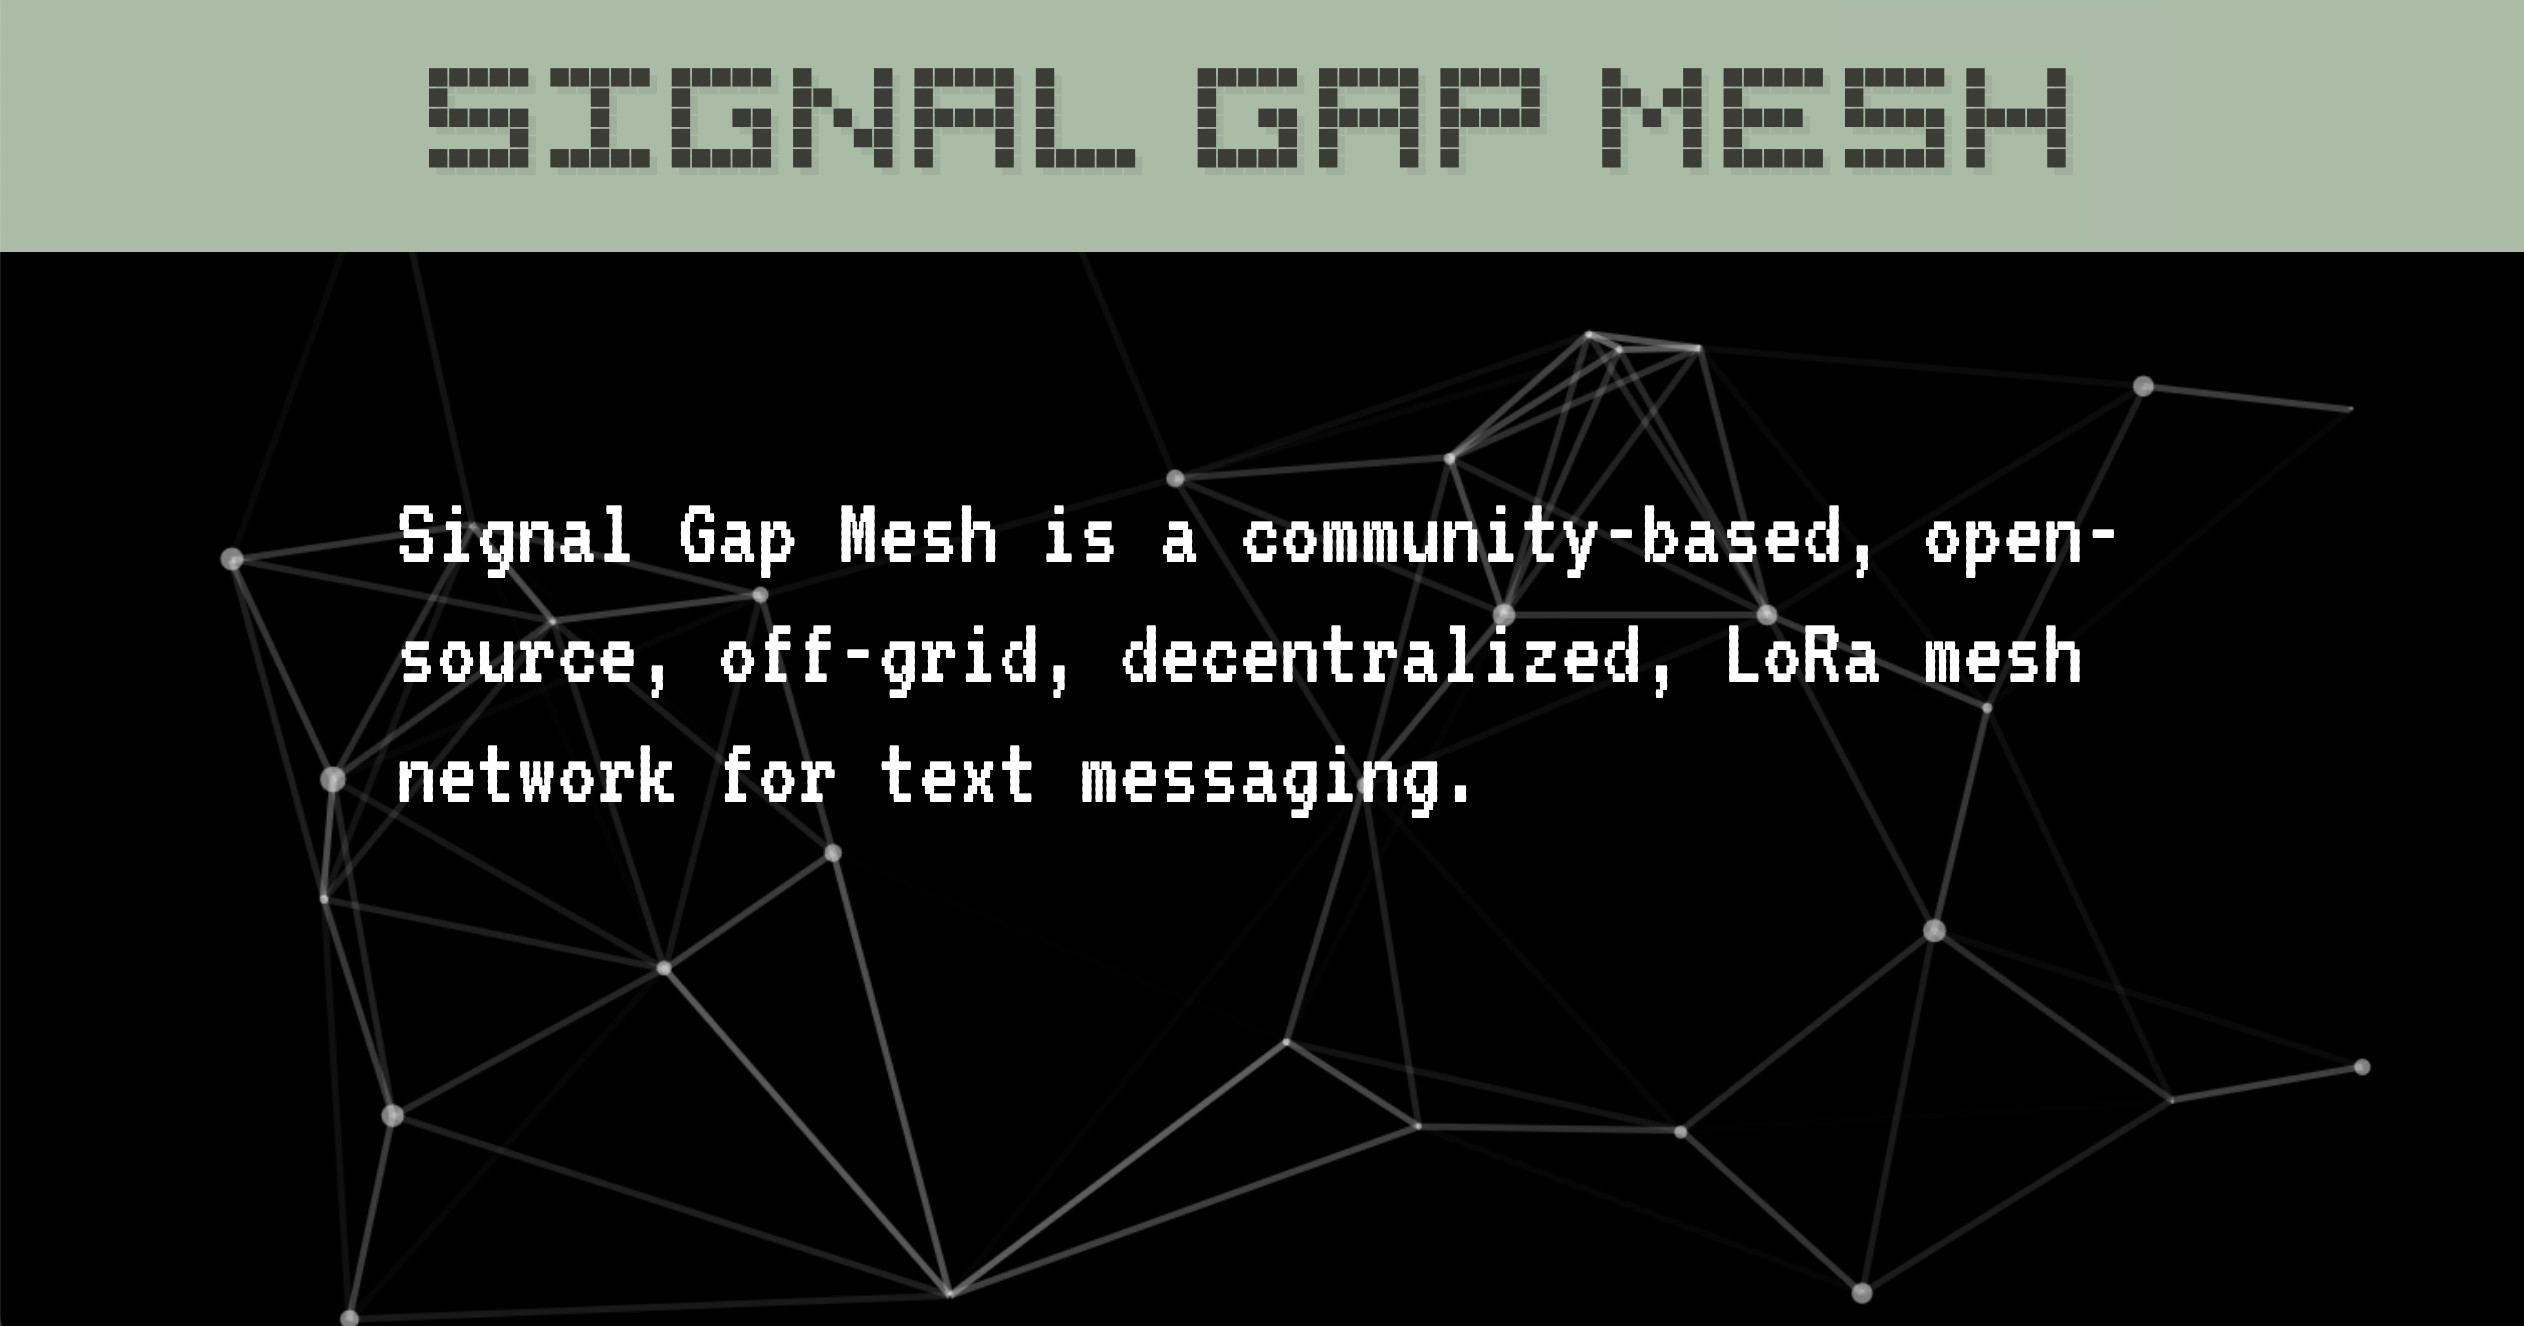 SIGNAL GAP MESH
Signal Gap Mesh is a community-based, open-
source, off-grid, decentralized, LoRa mesh
network for text messaging.